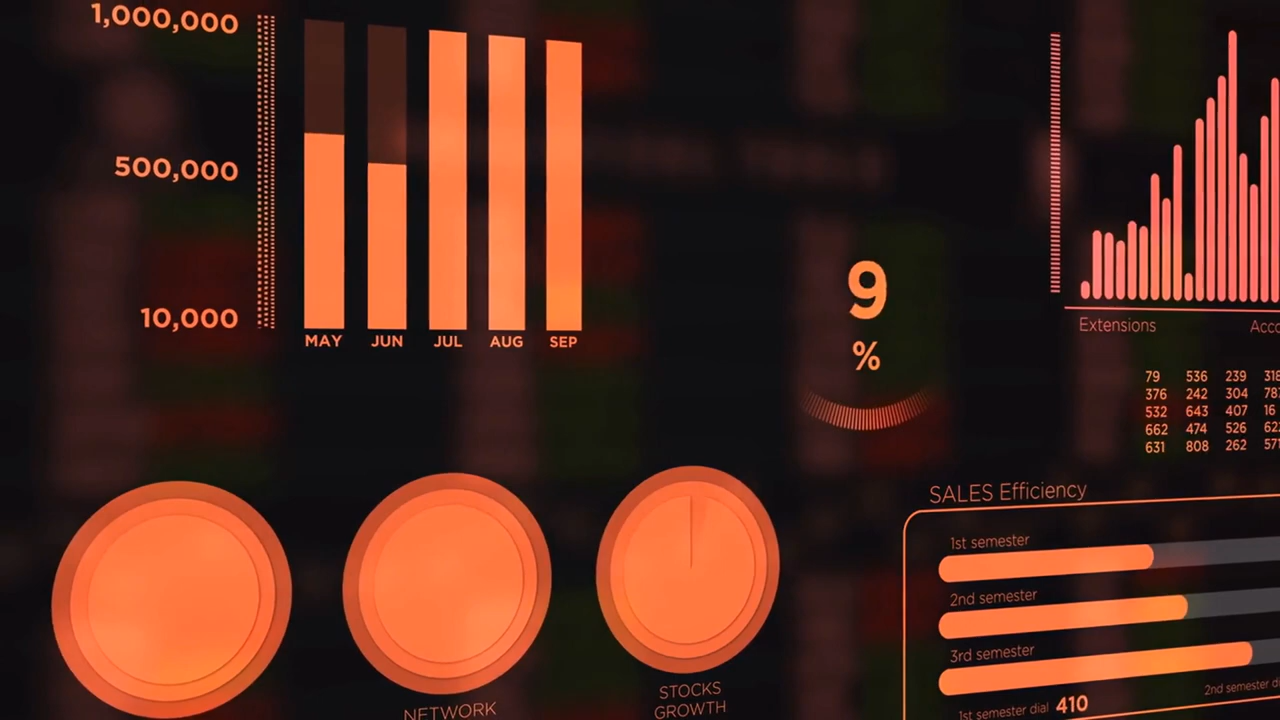 1,000,000
500,000
10,000
MAY JUN JUL AUG SEP
9
%
Extensions
79 536 239
376 242 304
532 643 407 16
662 474 526
631 808 262
SALES Efficiency
1st semester
2nd semester
3rd semester
1st semester dial 410
2nd semester
NETWORK
STOCKS
GROWTH